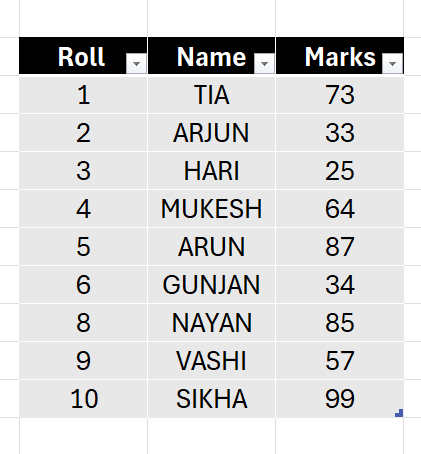 Roll Name Marks
1 TIA 73
2 ARJUN 33
3 HARI 25
4 MUKESH 64
5 ARUN 87
6 GUNJAN 34
8 NAYAN 85
9 VASHI 57
10 SIKHA 99